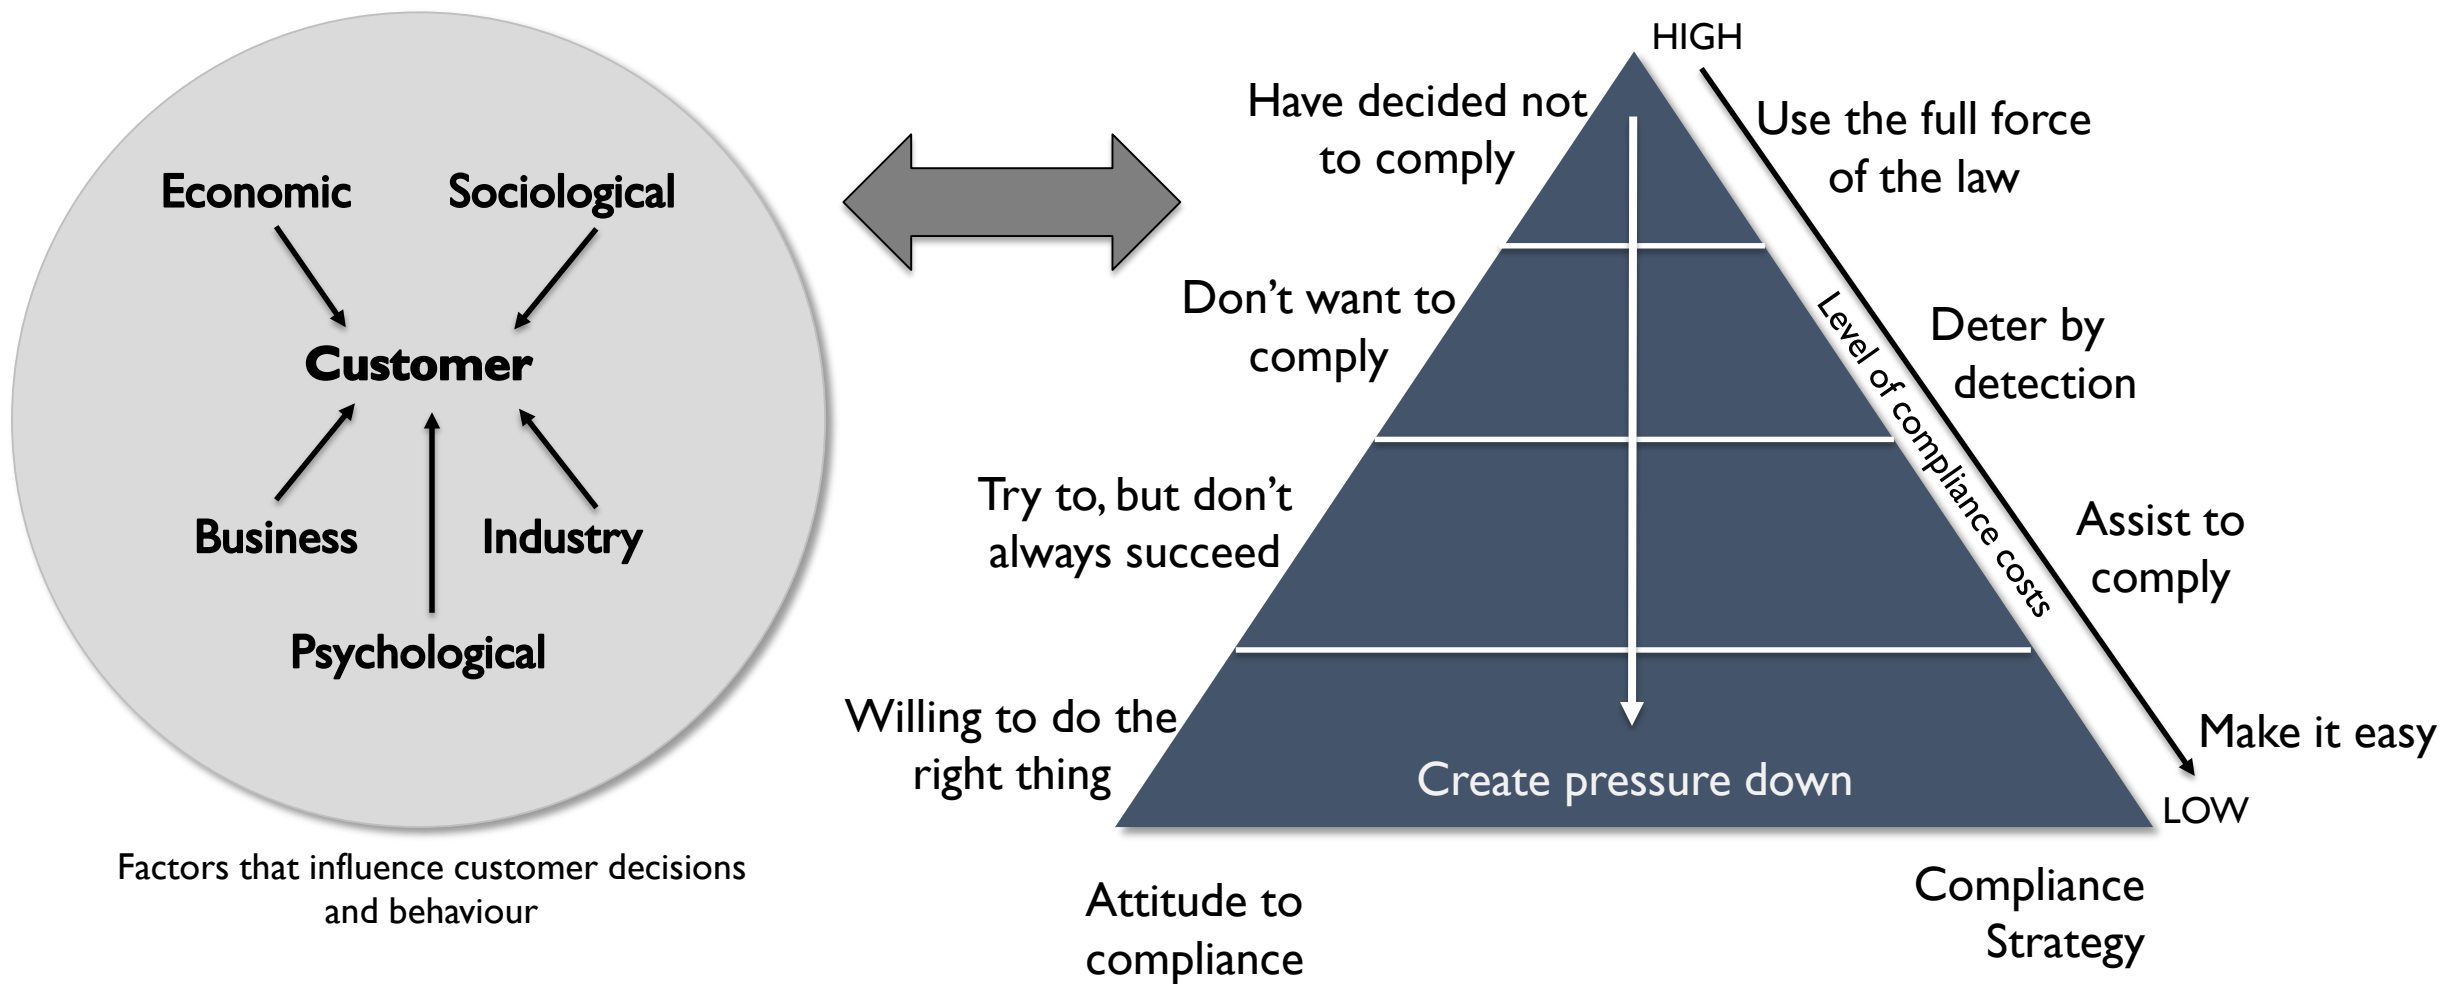 Economic
Sociological
Customer
Business
Industry
Psychological
Factors that influence customer decisions
and behaviour
HIGH
Have decided not
to comply
Use the full force
of the law
Don’t want to
comply
Deter by
detection
Level of compliance costs
Try to, but don’t
always succeed
Assist to
comply
Willing to do the
right thing
Make it easy
Create pressure down
LOW
Attitude to
compliance
Compliance
Strategy